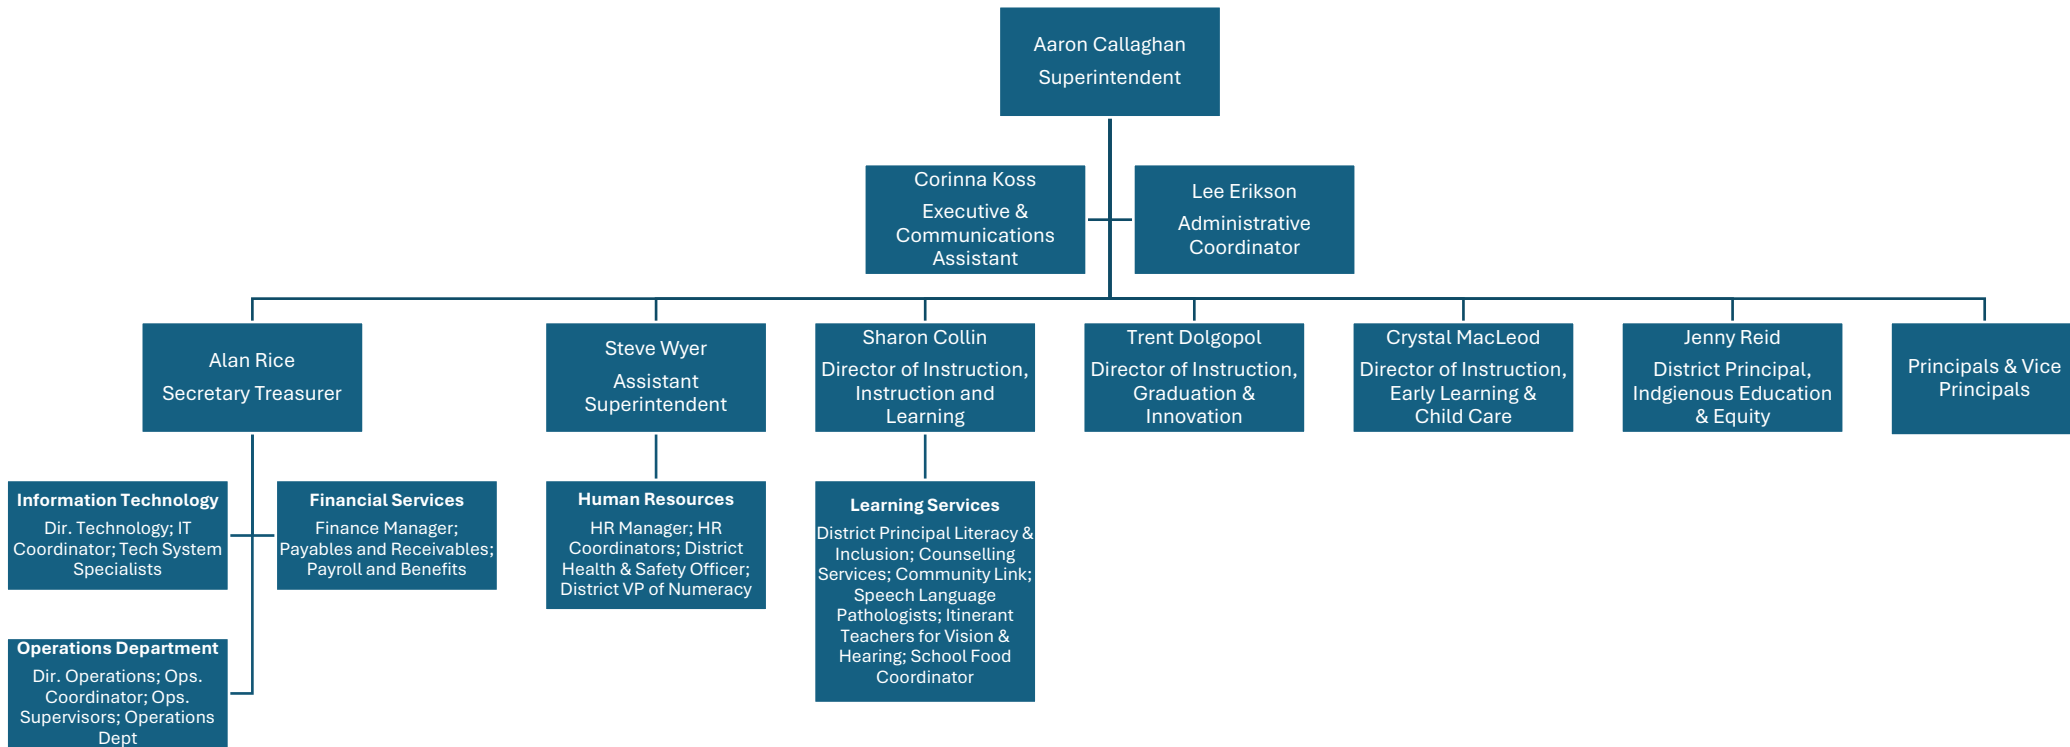 Aaron Callaghan
Superintendent
Corinna Koss
Executive &
Communications
Assistant
Lee Erikson
Administrative
Coordinator
Alan Rice
Secretary Treasurer
Steve Wyer
Assistant
Superintendent
Sharon Collin
Director of Instruction,
Instruction and
Learning
Trent Dolgopol
Director of Instruction,
Graduation &
Innovation
Crystal MacLeod
Director of Instruction,
Early Learning &
Child Care
Jenny Reid
District Principal,
Indgienous Education
& Equity
Principals & Vice
Principals
Information Technology
Dir. Technology; IT
Coordinator; Tech System
Specialists
Financial Services
Finance Manager;
Payables and Receivables;
Payroll and Benefits
Human Resources
HR Manager; HR
Coordinators; District
Health & Safety Officer;
District VP of Numeracy
Learning Services
District Principal Literacy &
Inclusion; Counselling
Services; Community Link;
Speech Language
Pathologists; Itinerant
Teachers for Vision &
Hearing; School Food
Coordinator
Operations Department
Dir. Operations; Ops.
Coordinator; Ops.
Supervisors; Operations
Dept